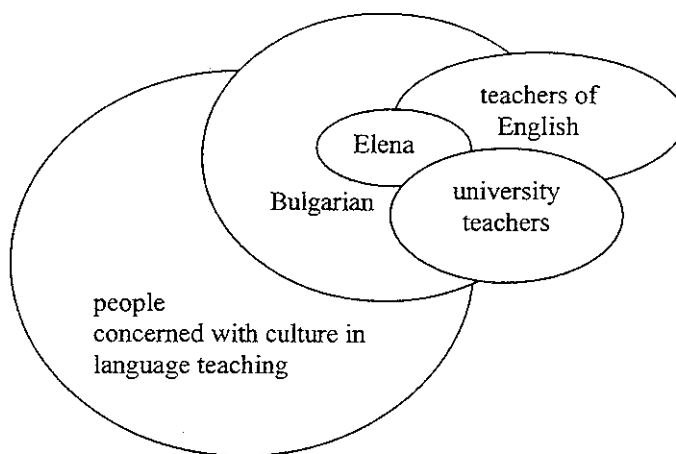 teachers of
English
Elena
Bulgarian
university
teachers
people
concerned with culture in
language teaching